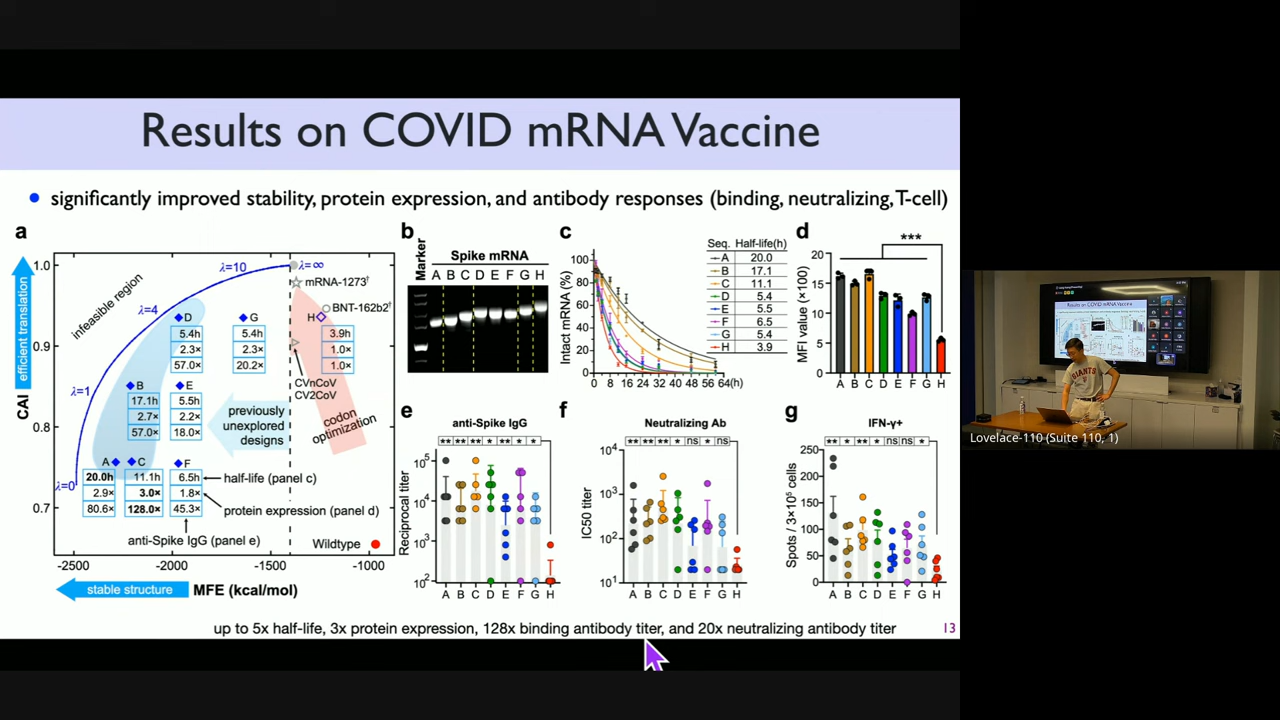 Results on COVID mRNA Vaccine
• significantly improved stability, protein expression, and antibody responses (binding, neutralizing, T-cell)
a
efficient translation
CAI
1.0
0.9
0.8
0.7
infeasible region
λ=0
λ=1
λ=4
λ=10
λ=∞
mRNA-1273†
BNT-162b2†
H
3.9h
1.0×
1.0×
CVnCoV
CV2CoV
codon optimization
D
5.4h
2.3×
57.0×
G
5.4h
2.3×
20.2×
B
17.1h
2.7×
57.0×
E
5.5h
2.2×
18.0×
previously unexplored designs
A
20.0h
2.9×
80.6×
C
11.1h
3.0×
128.0×
F
6.5h
1.8×
45.3×
half-life (panel c)
protein expression (panel d)
anti-Spike IgG (panel e)
Wildtype
-2500 -2000 -1500 -1000
stable structure
MFE (kcal/mol)
b
Marker
Spike mRNA
A B C D E F G H
c
Intact mRNA (%)
100
80
60
40
20
0
0 8 16 24 32 40 48 56 64(h)
Seq. Half-life(h)
A 20.0
B 17.1
C 11.1
D 5.4
E 5.5
F 6.5
G 5.4
H 3.9
d
***
MFI value (×100)
20
15
10
5
0
A B C D E F G H
e
anti-Spike IgG
** ** ** * ** * *
Reciprocal titer
10⁵
10⁴
10³
10²
A B C D E F G H
f
Neutralizing Ab
** ** ** * ns * ns
IC50 titer
10⁴
10³
10²
10¹
A B C D E F G H
g
IFN-γ+
** * ** * ns ns *
Spots / 3×10⁵ cells
250
200
150
100
50
0
A B C D E F G H
up to 5x half-life, 3x protein expression, 128x binding antibody titer, and 20x neutralizing antibody titer
13
Results on COVID mRNA Vaccine
GIANTS
Lovelace-110 (Suite 110, 1)